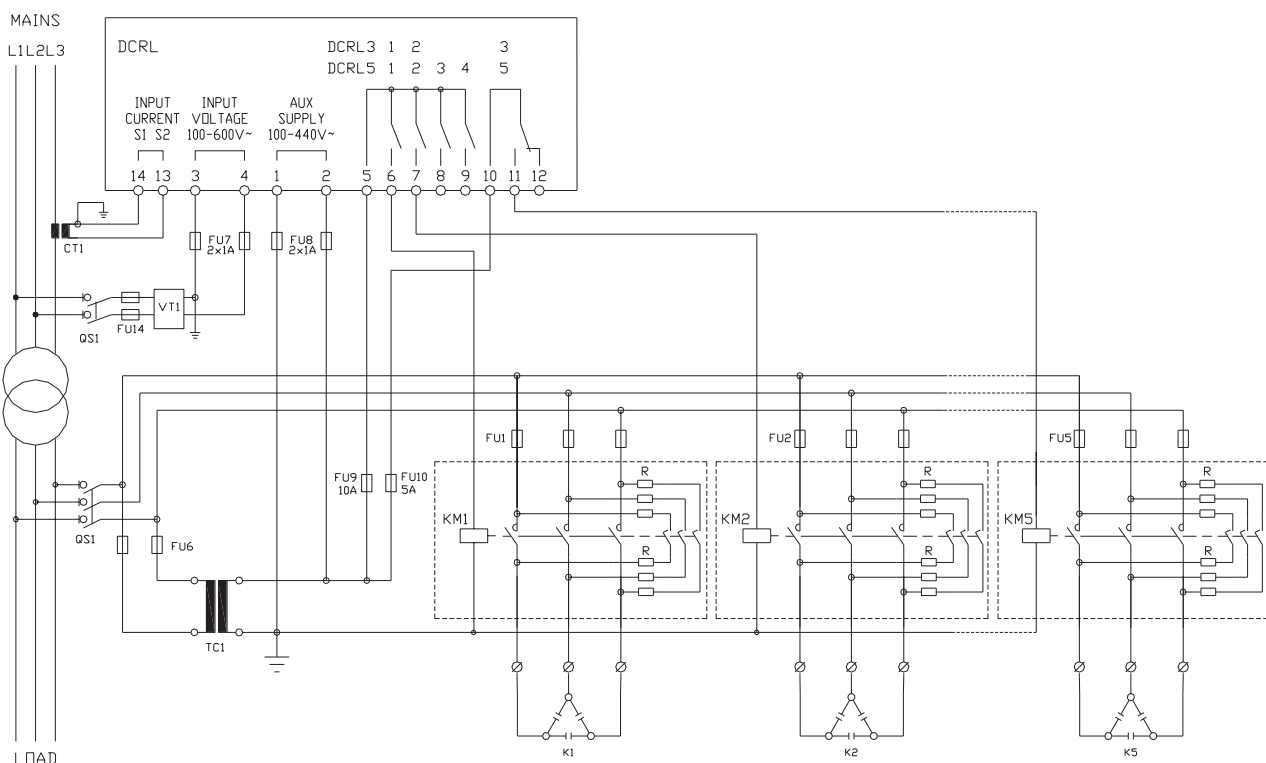 MAINS
L1L2L3
DCRL
DCRL3 1 2 3
DCRL5 1 2 3 4 5
INPUT CURRENT
S1 S2
INPUT VOLTAGE
100-600V~
AUX SUPPLY
100-440V~
14 13 3 4 1 2 5 6 7 8 9 10 11 12
CT1
FU7
2x1A
FU8
2x1A
VT1
FU14
QS1
FU1
FU2
FU5
FU9
10A
FU10
5A
R
R
R
KM1
KM2
KM5
QS1
FU6
R
R
R
TC1
K1
K2
K5
LOAD